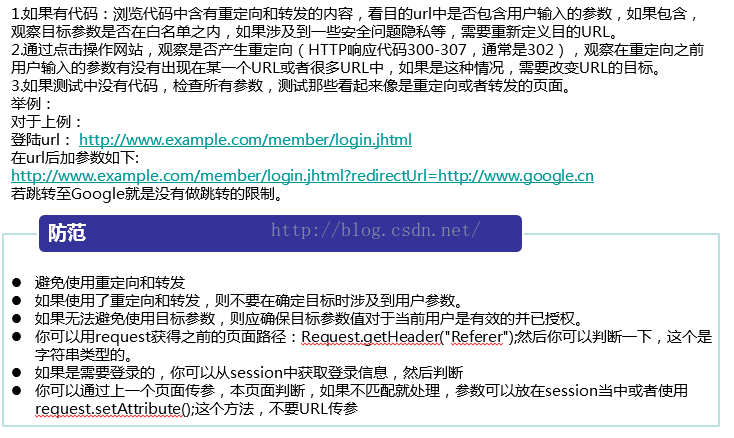 1.如果有代码：浏览代码中含有重定向和转发的内容，看目的url中是否包含用户输入的参数，如果包含，
观察目标参数是否在白名单之内，如果涉及到一些安全问题隐私等，需要重新定义目的URL。
2.通过点击操作网站，观察是否产生重定向（HTTP响应代码300-307，通常是302），观察在重定向之前
用户输入的参数有没有出现在某一个URL或者很多URL中，如果是这种情况，需要改变URL的目标。
3.如果测试中没有代码，检查所有参数，测试那些看起来像是重定向或者转发的页面。
举例：
对于上例：
登陆url： http://www.example.com/member/login.jhtml
在url后加参数如下:
http://www.example.com/member/login.jhtml?redirectUrl=http://www.google.cn
若跳转至Google就是没有做跳转的限制。
防范
http://blog.csdn.net/
● 避免使用重定向和转发
● 如果使用了重定向和转发，则不要在确定目标时涉及到用户参数。
● 如果无法避免使用目标参数，则应确保目标参数值对于当前用户是有效的并已授权。
● 你可以用request获得之前的页面路径：Request.getHeader("Referer");然后你可以判断一下，这个是
字符串类型的。
● 如果是需要登录的，你可以从session中获取登录信息，然后判断
● 你可以通过上一个页面传参，本页面判断，如果不匹配就处理，参数可以放在session当中或者使用
request.setAttribute();这个方法，不要URL传参